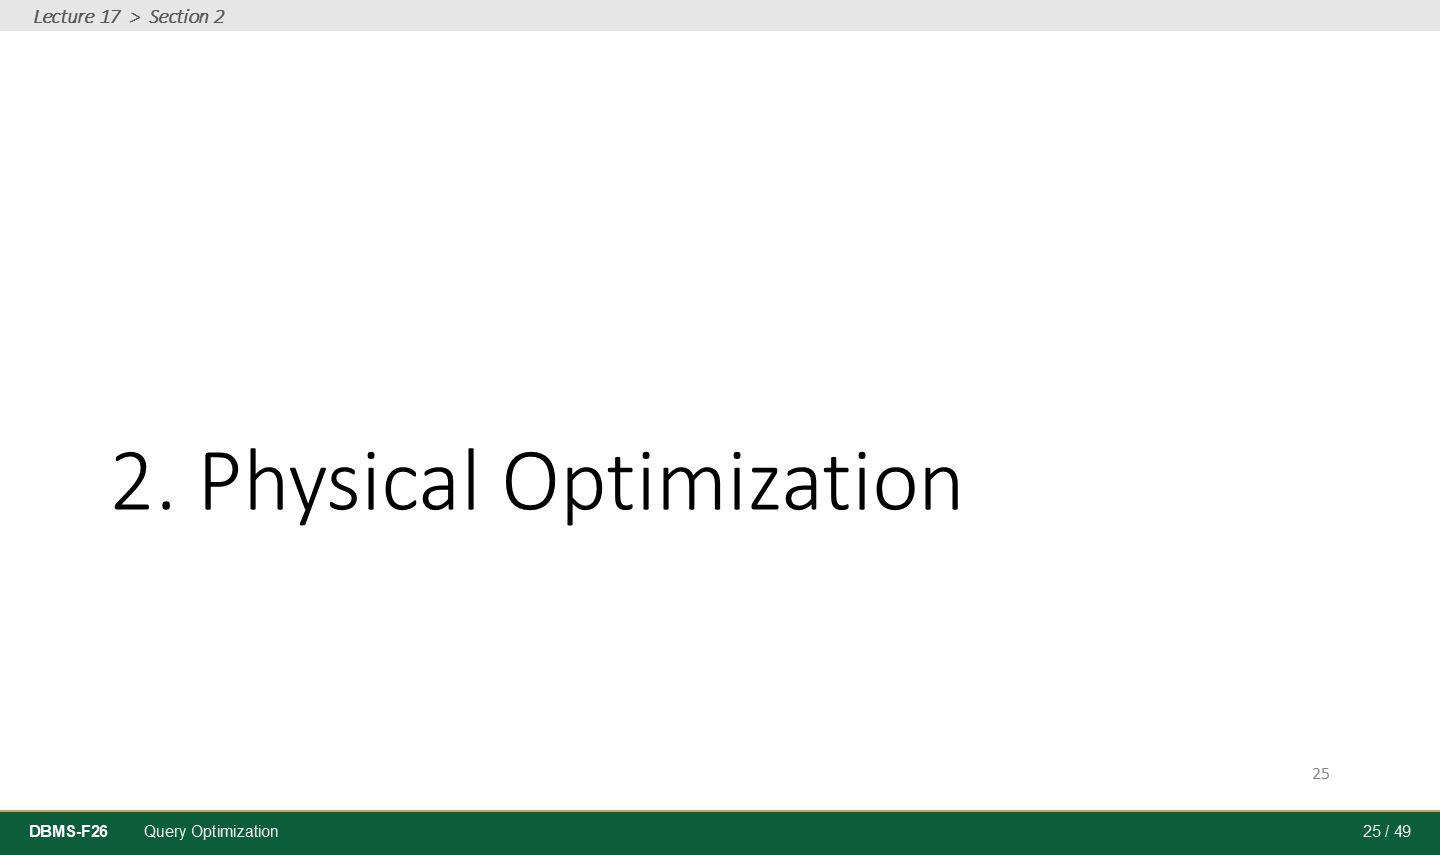 Lecture 17 > Section 2
2. Physical Optimization
25
DBMS-F26 Query Optimization 25 / 49